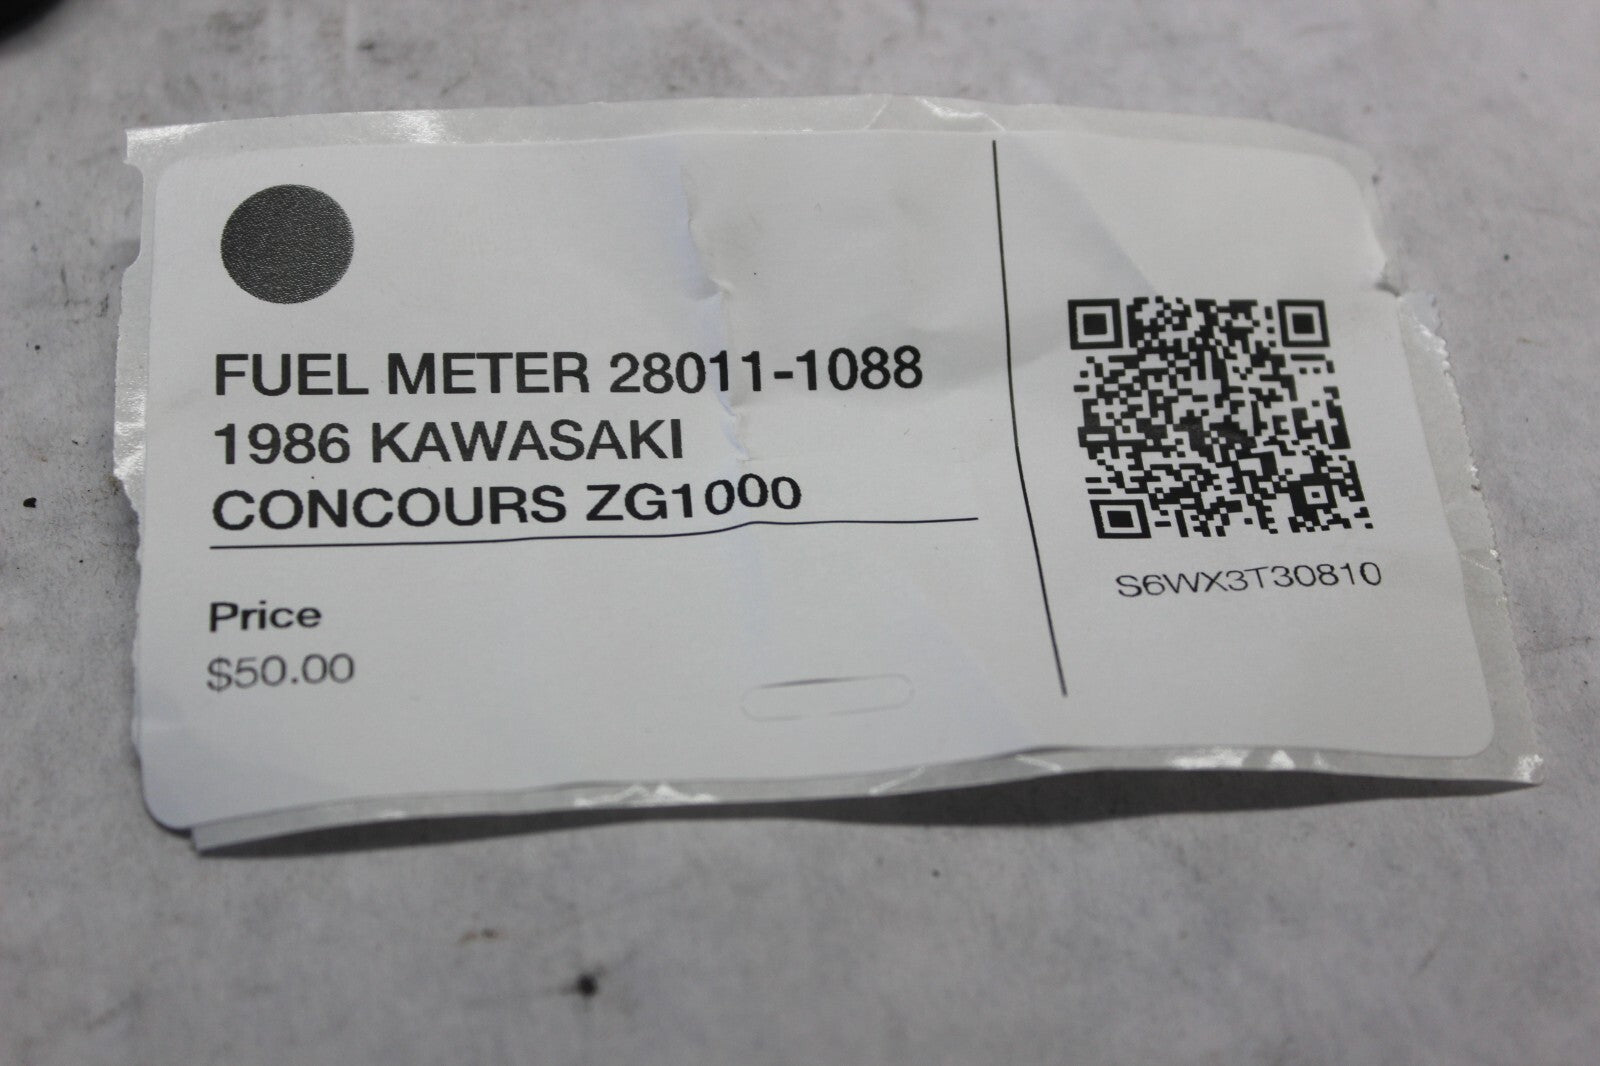 FUEL METER 28011-1088
1986 KAWASAKI
CONCOURS ZG1000
Price
$50.00
S6WX3T30810